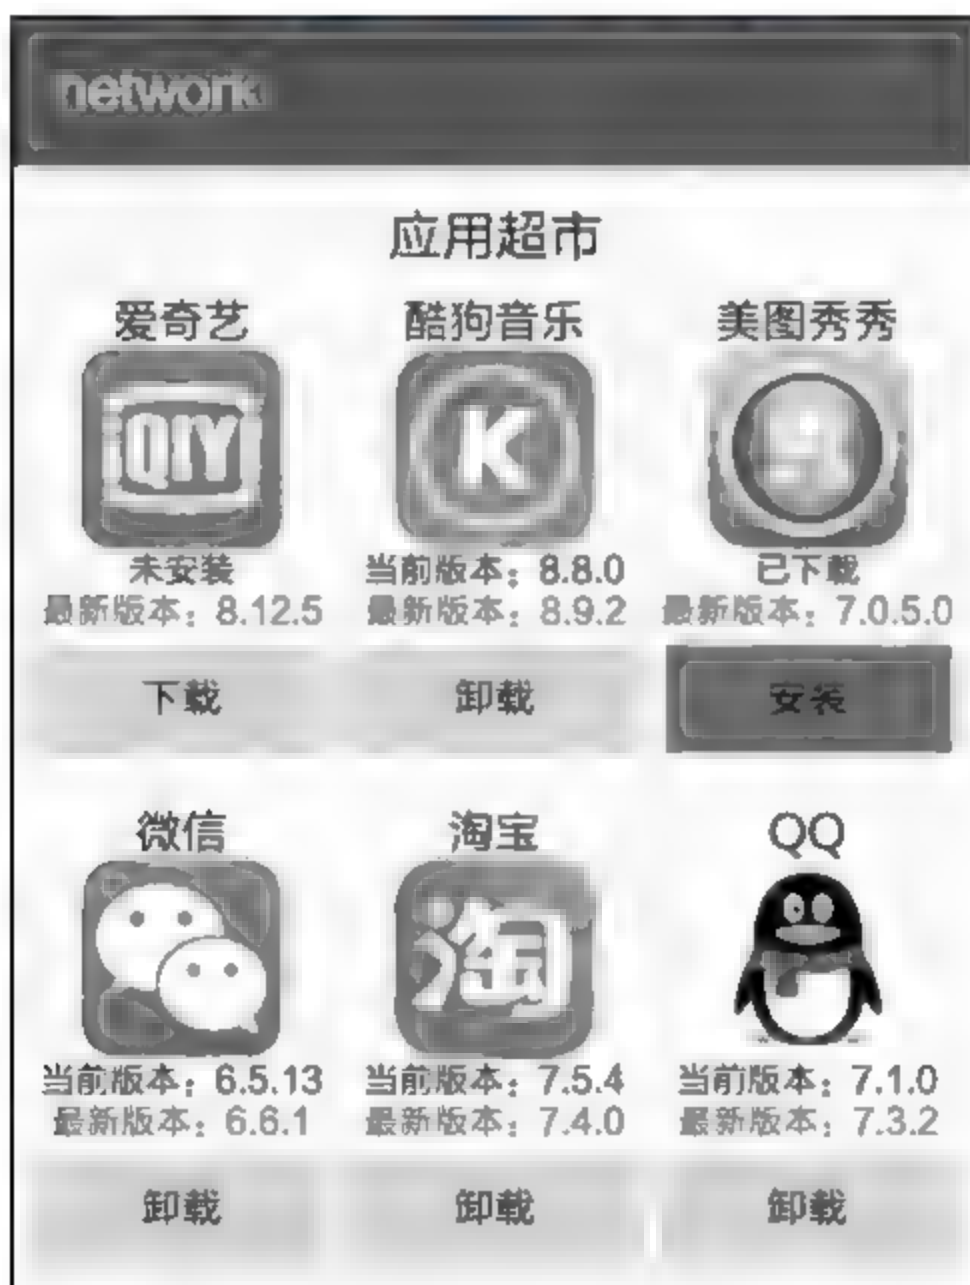 network
应用超市
爱奇艺 酷狗音乐 美图秀秀
QIY K
未安装 当前版本：8.8.0 已下载
最新版本：8.12.5 最新版本：8.9.2 最新版本：7.0.5.0
下载 卸载 安装
微信 淘宝 QQ
淘
当前版本：6.5.13 当前版本：7.5.4 当前版本：7.1.0
最新版本：6.6.1 最新版本：7.4.0 最新版本：7.3.2
卸载 卸载 卸载